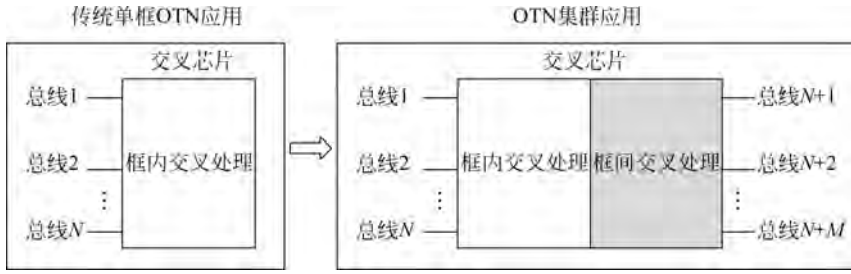 传统单框OTN应用
OTN集群应用
交叉芯片
总线1
总线2
⋮
总线N
框内交叉处理
交叉芯片
总线1
总线2
⋮
总线N
框内交叉处理
框间交叉处理
总线N+1
总线N+2
⋮
总线N+M